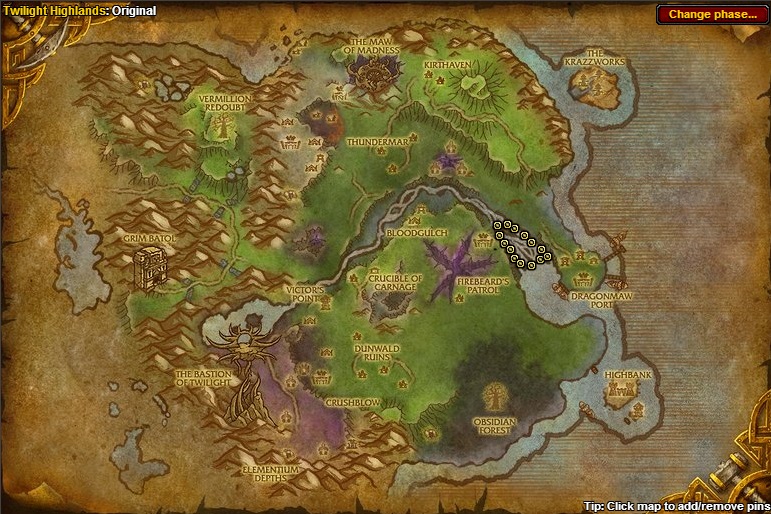 Twilight Highlands: Original
Change phase...
THE MAW
OF MADNESS
KIRTHAVEN
THE
KRAZZWORKS
VERMILLION
REDOUBT
THUNDERMAR
GRIM BATOL
BLOODGULCH
VICTOR'S
POINT
CRUCIBLE OF
CARNAGE
FIREBEARD'S
PATROL
DRAGONMAW
PORT
DUNWALD
RUINS
THE BASTION
OF TWILIGHT
CRUSHBLOW
HIGHBANK
OBSIDIAN
FOREST
ELEMENTIUM
DEPTHS
Tip: Click map to add/remove pins